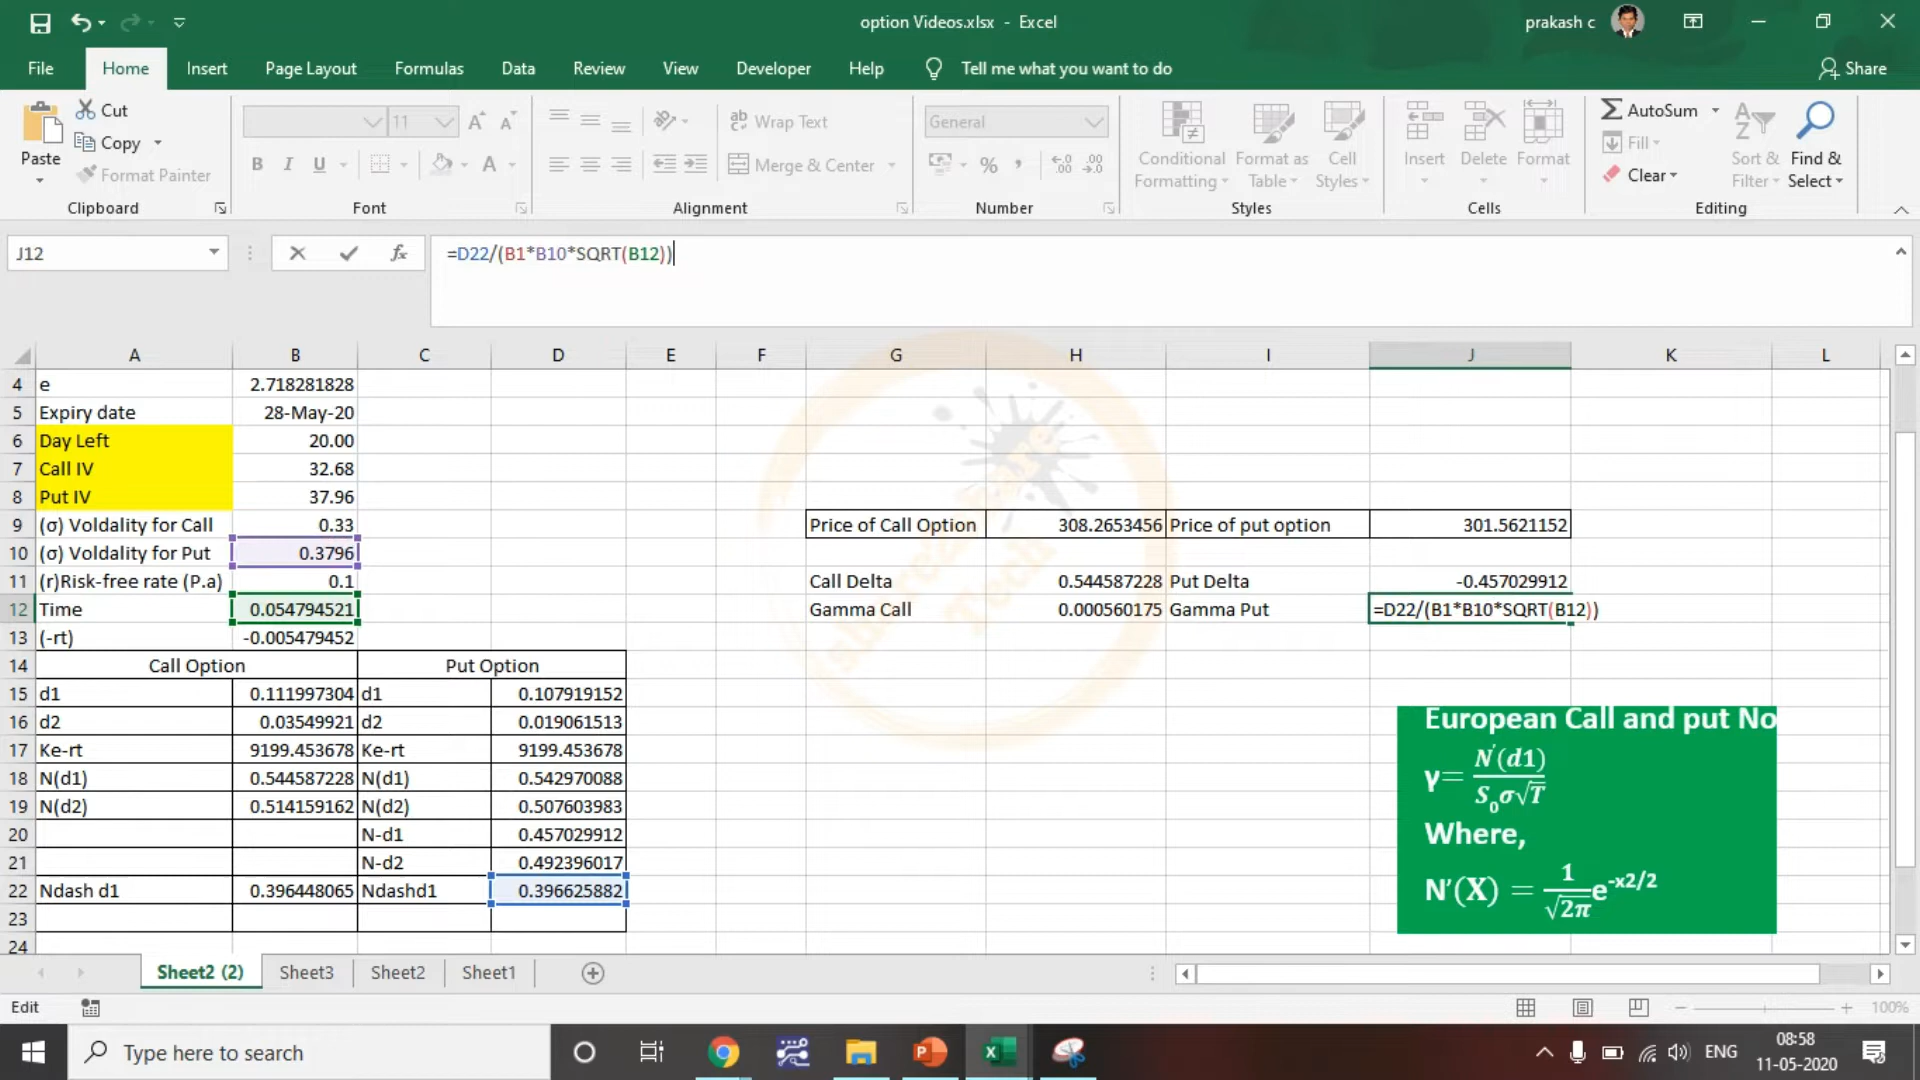 option Videos.xlsx - Excel
prakash c
File Home Insert Page Layout Formulas Data Review View Developer Help Tell me what you want to do Share
Paste
Cut
Copy
Format Painter
Clipboard
11
B I U
A
Font
Wrap Text
Merge & Center
Alignment
General
%
Number
Conditional Formatting
Format as Table
Cell Styles
Styles
Insert Delete Format
Cells
AutoSum
Fill
Clear
Sort & Filter
Find & Select
Editing
J12
fx
=D22/(B1*B10*SQRT(B12))
A B C D E F G H I J K L
4 e 2.718281828
5 Expiry date 28-May-20
6 Day Left 20.00
7 Call IV 32.68
8 Put IV 37.96
9 (σ) Voldality for Call 0.33 Price of Call Option 308.2653456 Price of put option 301.5621152
10 (σ) Voldality for Put 0.3796
11 (r)Risk-free rate (P.a) 0.1 Call Delta 0.544587228 Put Delta -0.457029912
12 Time 0.054794521 Gamma Call 0.000560175 Gamma Put =D22/(B1*B10*SQRT(B12))
13 (-rt) -0.005479452
14 Call Option Put Option
15 d1 0.111997304 d1 0.107919152
16 d2 0.03549921 d2 0.019061513
17 Ke-rt 9199.453678 Ke-rt 9199.453678
18 N(d1) 0.544587228 N(d1) 0.542970088
19 N(d2) 0.514159162 N(d2) 0.507603983
20 N-d1 0.457029912
21 N-d2 0.492396017
22 Ndash d1 0.396448065 Ndashd1 0.396625882
23
24
European Call and put No
γ= N′(d1) / S₀σ√T
Where,
N′(X) = 1/√2π e-x2/2
Tech
Sheet2 (2) Sheet3 Sheet2 Sheet1
Edit
100%
Type here to search
ENG
08:58
11-05-2020